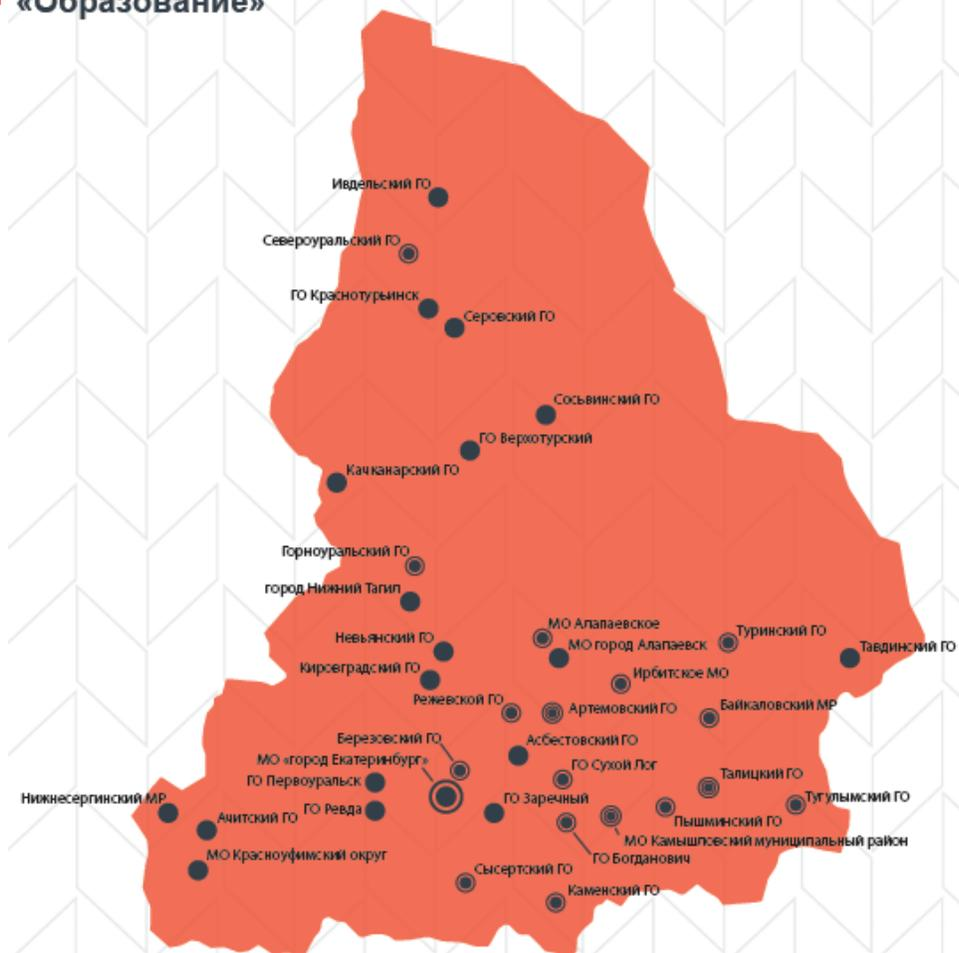 «Образование»
Ивдельский ГО
Североуральский ГО
ГО Краснотурьинск
Серовский ГО
Сосьвинский ГО
ГО Верхотурский
Качканарский ГО
Горноуральский ГО
город Нижний Тагил
МО Алапаевское
Туринский ГО
Невьянский ГО
МО город Алапаевск
Тавдинский ГО
Кировградский ГО
Ирбитское МО
Режевской ГО
Артемовский ГО
Байкаловский МР
Березовский ГО
Асбестовский ГО
МО «город Екатеринбург»
ГО Сухой Лог
Талицкий ГО
ГО Первоуральск
Нижнесергинский МР
ГО Заречный
Тугулымский ГО
ГО Ревда
Ачитский ГО
Пышминский ГО
МО Камышловский муниципальный район
МО Красноуфимский округ
ГО Богданович
Сысертский ГО
Каменский ГО